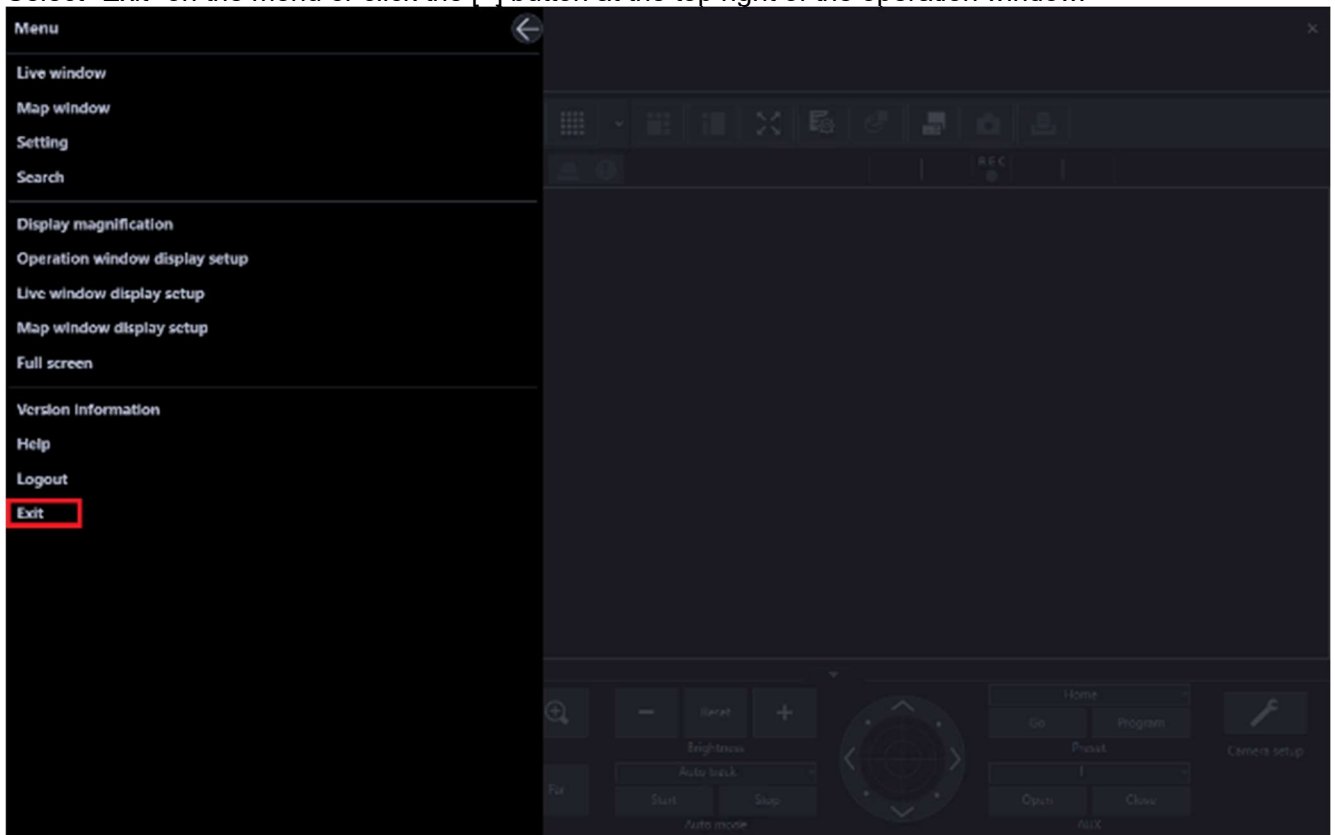 Select "Exit" on the menu or click the [×] button at the top right of the operation window.
Menu
Live window
Map window
Setting
Search
REC
Display magnification
Operation window display setup
Live window display setup
Map window display setup
Full screen
Version information
Help
Logout
Exit
Reset
Brightness
Auto track
Start
Stop
Auto mode
Far
Home
Go
Program
Preset
1
Open
Close
AUX
Camera setup